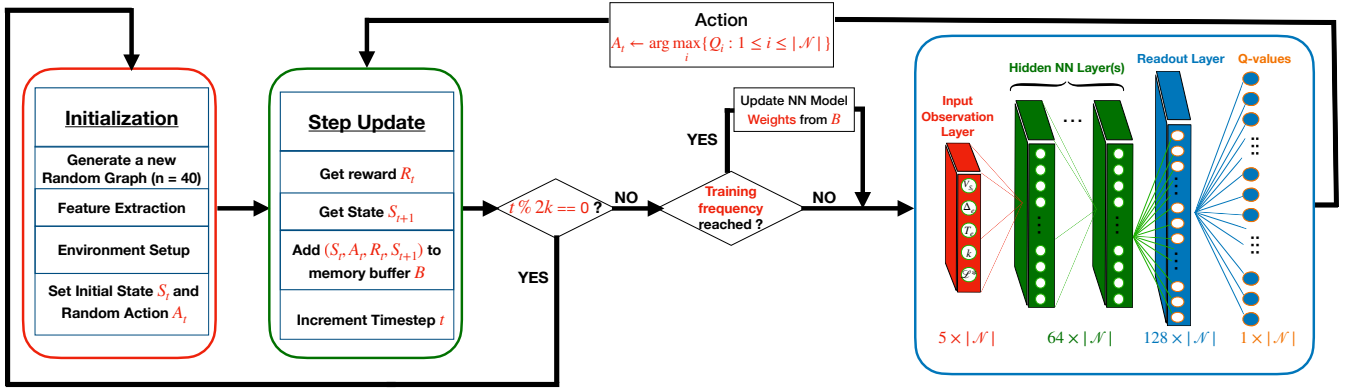 Action
A_t ← arg max_i {Q_i : 1 ≤ i ≤ |𝒩|}
Initialization
Generate a new
Random Graph (n = 40)
Feature Extraction
Environment Setup
Set Initial State S_t and
Random Action A_t
Step Update
Get reward R_t
Get State S_{t+1}
Add (S_t, A_t, R_t, S_{t+1}) to
memory buffer B
Increment Timestep t
t % 2k == 0 ?
NO
YES
Training
frequency
reached ?
YES
NO
Update NN Model
Weights from B
Input
Observation
Layer
Hidden NN Layer(s)
Readout Layer
Q-values
...
k
5 × |𝒩|
64 × |𝒩|
128 × |𝒩|
1 × |𝒩|